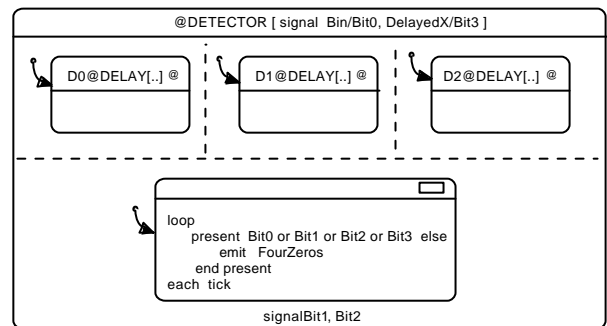 @DETECTOR [ signal Bin/Bit0, DelayedX/Bit3 ]
D0@DELAY[..] @
D1@DELAY[..] @
D2@DELAY[..] @
loop
present Bit0 or Bit1 or Bit2 or Bit3 else
emit FourZeros
end present
each tick
signalBit1, Bit2